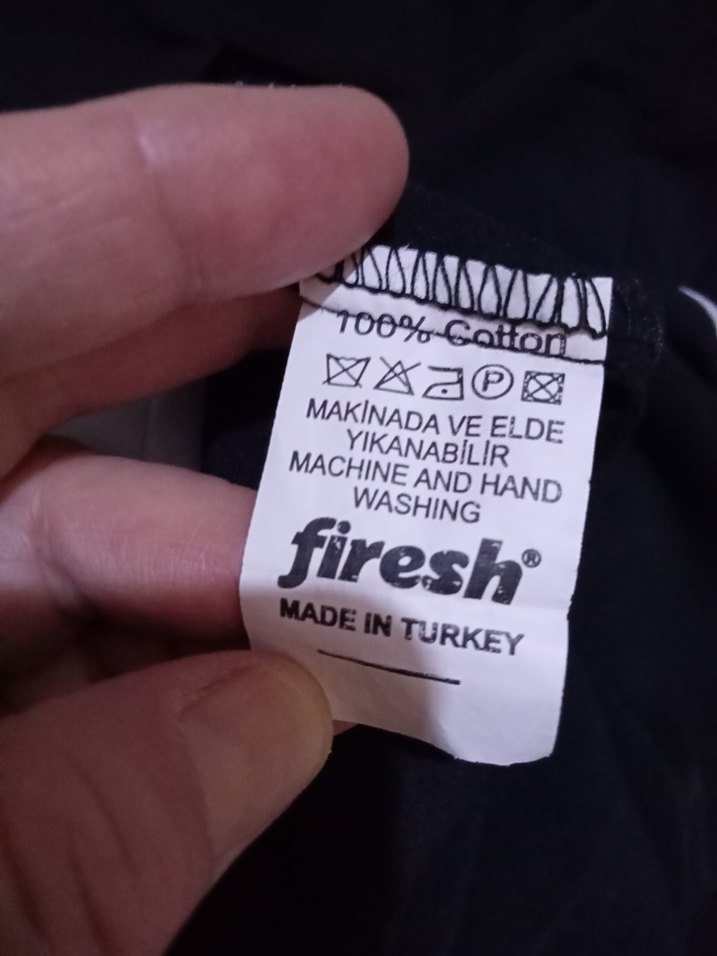 100% Cotton
P
MAKİNADA VE ELDE
YIKANABİLİR
MACHINE AND HAND
WASHING
firesh®
MADE IN TURKEY